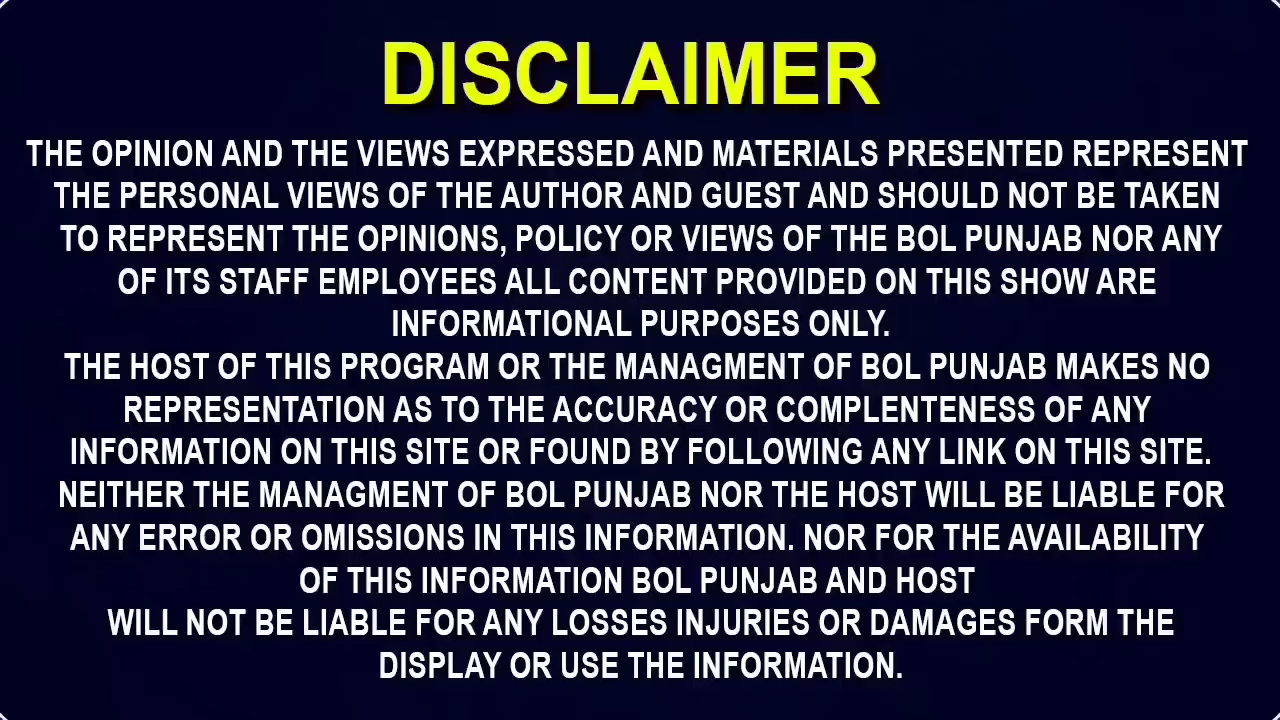 DISCLAIMER
THE OPINION AND THE VIEWS EXPRESSED AND MATERIALS PRESENTED REPRESENT
THE PERSONAL VIEWS OF THE AUTHOR AND GUEST AND SHOULD NOT BE TAKEN
TO REPRESENT THE OPINIONS, POLICY OR VIEWS OF THE BOL PUNJAB NOR ANY
OF ITS STAFF EMPLOYEES ALL CONTENT PROVIDED ON THIS SHOW ARE
INFORMATIONAL PURPOSES ONLY.
THE HOST OF THIS PROGRAM OR THE MANAGMENT OF BOL PUNJAB MAKES NO
REPRESENTATION AS TO THE ACCURACY OR COMPLENTENESS OF ANY
INFORMATION ON THIS SITE OR FOUND BY FOLLOWING ANY LINK ON THIS SITE.
NEITHER THE MANAGMENT OF BOL PUNJAB NOR THE HOST WILL BE LIABLE FOR
ANY ERROR OR OMISSIONS IN THIS INFORMATION. NOR FOR THE AVAILABILITY
OF THIS INFORMATION BOL PUNJAB AND HOST
WILL NOT BE LIABLE FOR ANY LOSSES INJURIES OR DAMAGES FORM THE
DISPLAY OR USE THE INFORMATION.